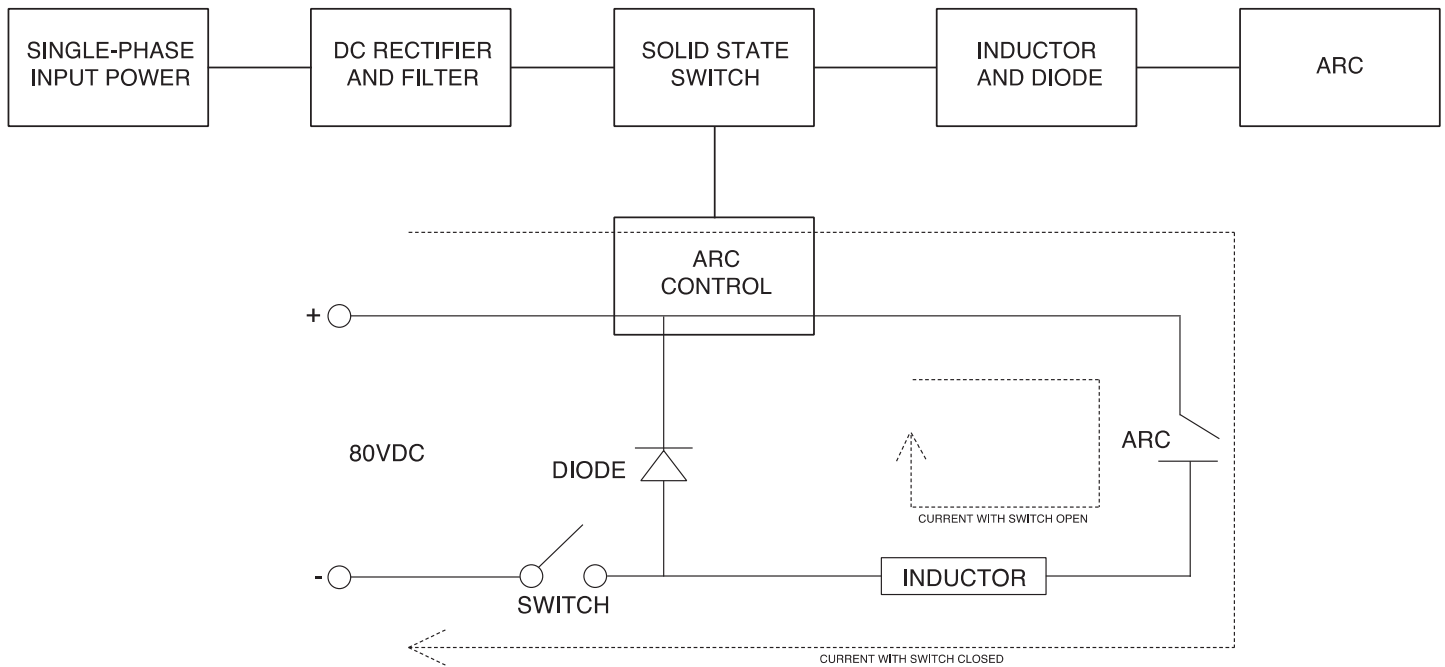 SINGLE-PHASE
INPUT POWER
DC RECTIFIER
AND FILTER
SOLID STATE
SWITCH
INDUCTOR
AND DIODE
ARC
ARC
CONTROL
+
80VDC
DIODE
ARC
CURRENT WITH SWITCH OPEN
-
SWITCH
INDUCTOR
CURRENT WITH SWITCH CLOSED